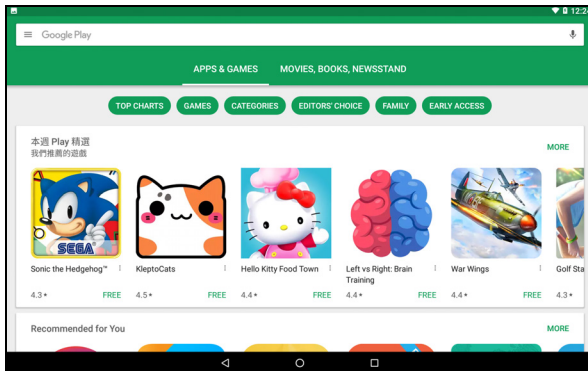 12:24
Google Play
APPS & GAMES MOVIES, BOOKS, NEWSSTAND
TOP CHARTS GAMES CATEGORIES EDITORS' CHOICE FAMILY EARLY ACCESS
本週 Play 精選
MORE
我們推薦的遊戲
SEGA
Sonic the Hedgehog™ KleptoCats Hello Kitty Food Town Left vs Right: Brain War Wings Golf Sta
Training
4.3★ FREE 4.5★ FREE 4.4★ FREE 4.4★ FREE 4.4★ FREE 4.3★
Recommended for You MORE